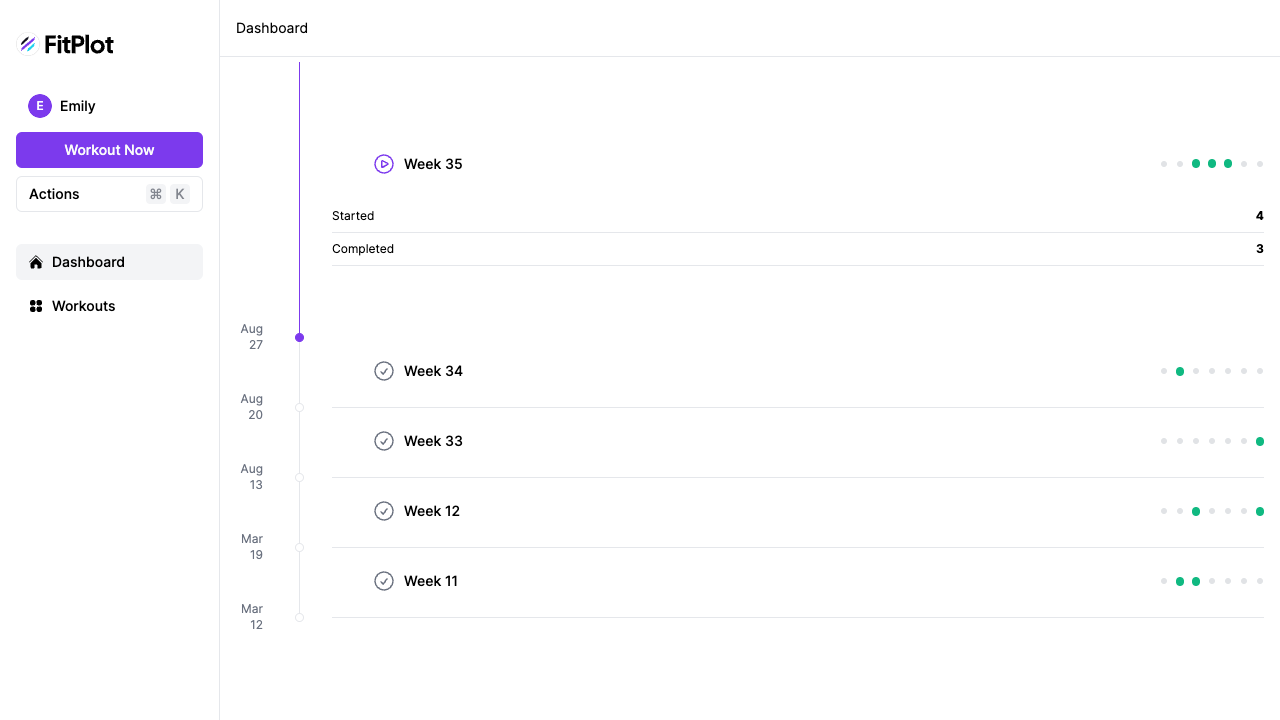 FitPlot
E
Emily
Workout Now
Actions ⌘ K
Dashboard
Workouts
Dashboard
Week 35
Started 4
Completed 3
Aug
27
Week 34
Aug
20
Week 33
Aug
13
Week 12
Mar
19
Week 11
Mar
12